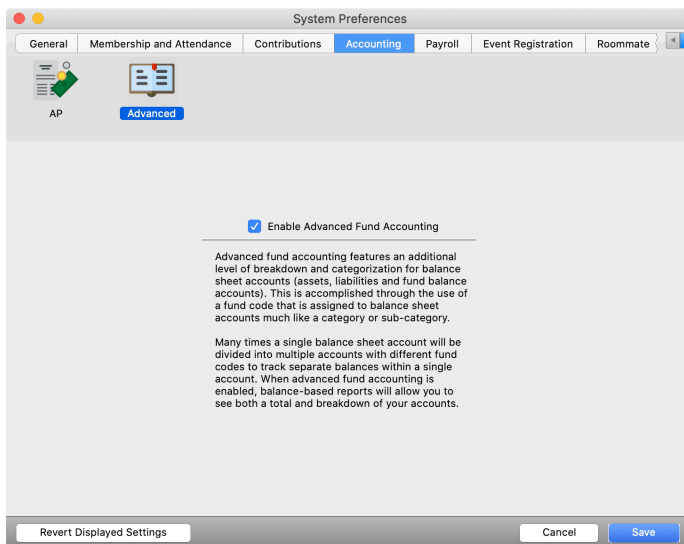 System Preferences
General Membership and Attendance Contributions Accounting Payroll Event Registration Roommate
AP Advanced
Enable Advanced Fund Accounting
Advanced fund accounting features an additional
level of breakdown and categorization for balance
sheet accounts (assets, liabilities and fund balance
accounts). This is accomplished through the use of
a fund code that is assigned to balance sheet
accounts much like a category or sub-category.
Many times a single balance sheet account will be
divided into multiple accounts with different fund
codes to track separate balances within a single
account. When advanced fund accounting is
enabled, balance-based reports will allow you to
see both a total and breakdown of your accounts.
Revert Displayed Settings Cancel Save